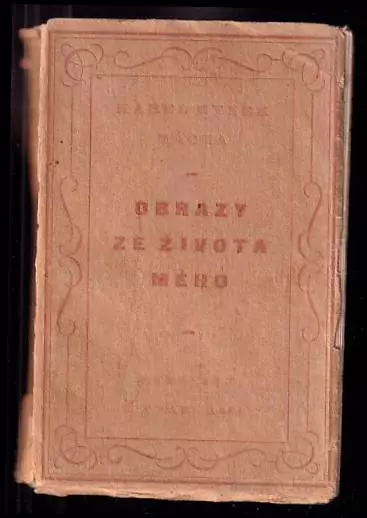 KAREL HYNEK
MÁCHA
OBRAZY
ZE ŽIVOTA
MÉHO